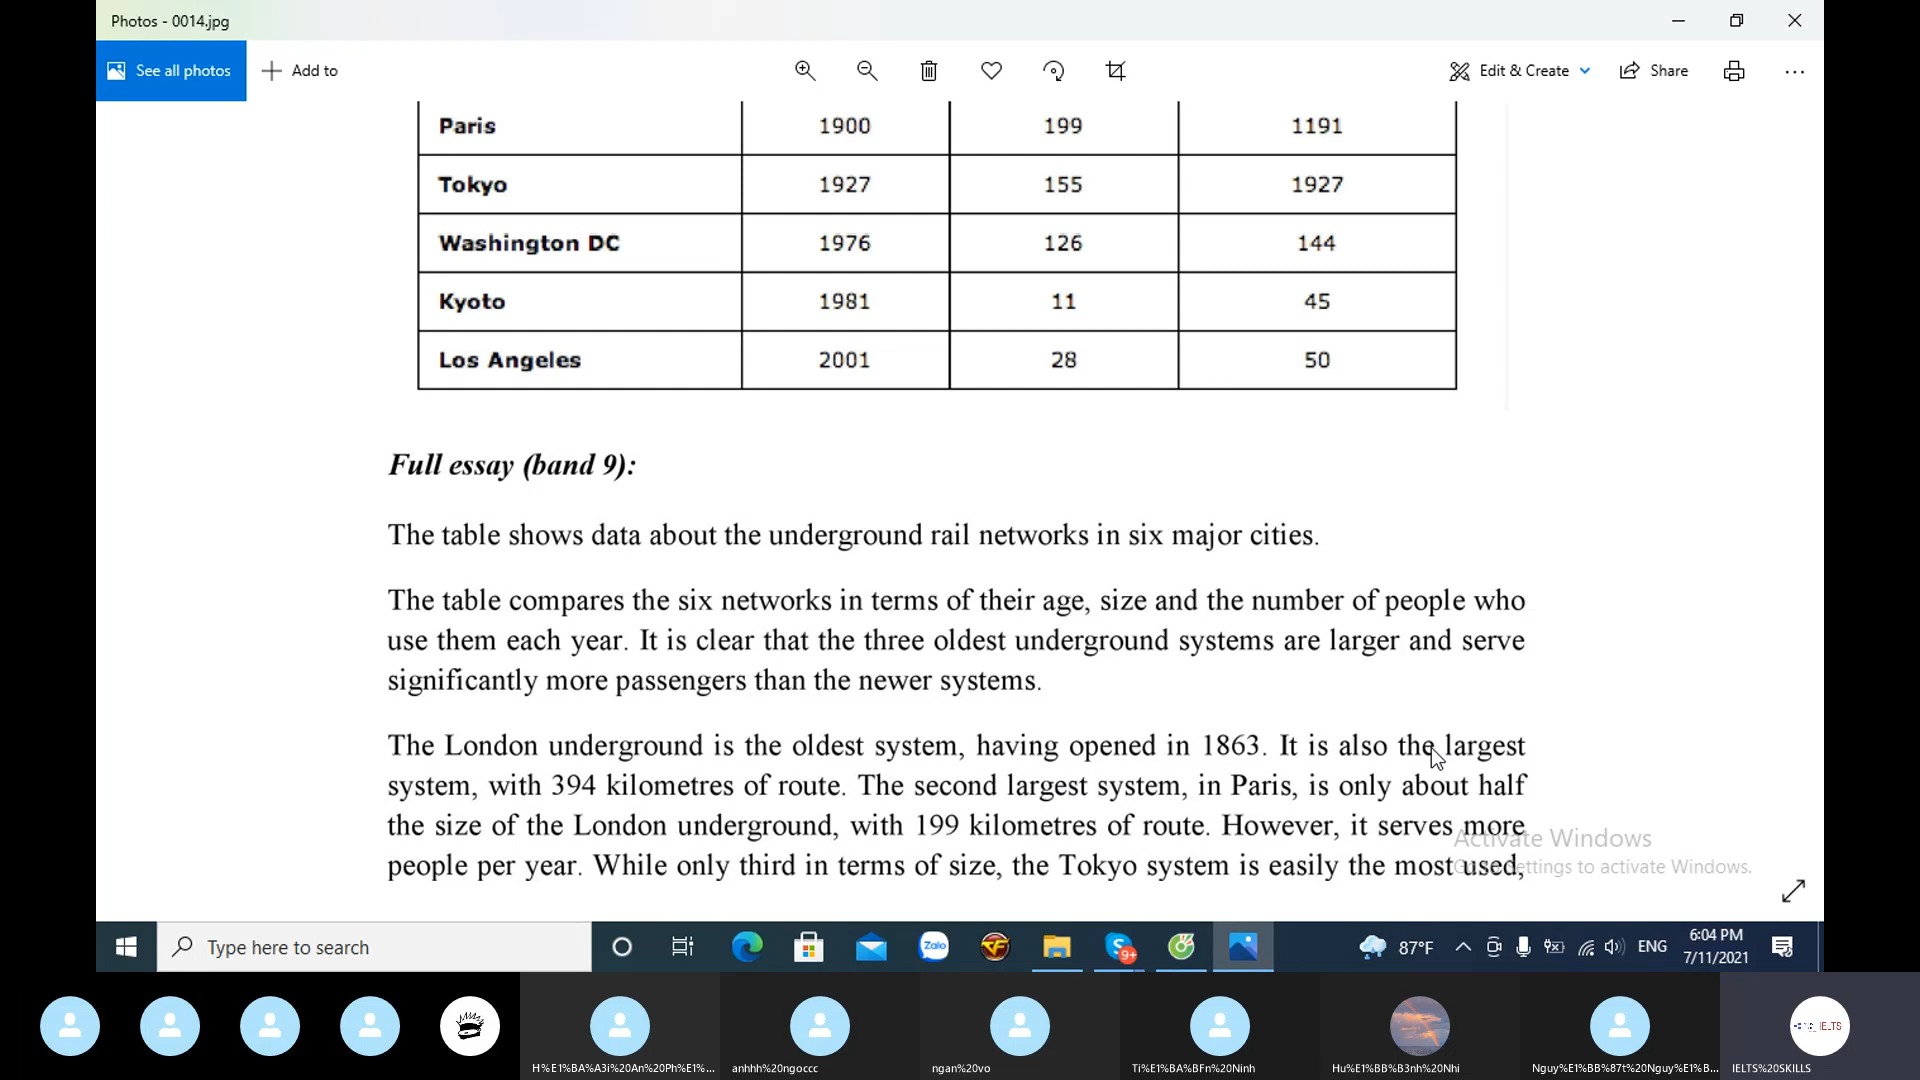 Photos - 0014.jpg
See all photos
Add to
Edit & Create
Share
Paris 1900 199 1191
Tokyo 1927 155 1927
Washington DC 1976 126 144
Kyoto 1981 11 45
Los Angeles 2001 28 50
Full essay (band 9):
The table shows data about the underground rail networks in six major cities.
The table compares the six networks in terms of their age, size and the number of people who
use them each year. It is clear that the three oldest underground systems are larger and serve
significantly more passengers than the newer systems.
The London underground is the oldest system, having opened in 1863. It is also the largest
system, with 394 kilometres of route. The second largest system, in Paris, is only about half
the size of the London underground, with 199 kilometres of route. However, it serves more
people per year. While only third in terms of size, the Tokyo system is easily the most used,
Activate Windows
Go to Settings to activate Windows.
Type here to search
Zalo
9+
87°F
ENG
6:04 PM
7/11/2021
H%E1%BA%A3i%20An%20Ph%E1%...
anhhh%20ngoccc
ngan%20vo
Ti%E1%BA%BFn%20Ninh
Hu%E1%BB%B3nh%20Nhi
Nguy%E1%BB%87t%20Nguy%E1%B...
IELTS
IELTS%20SKILLS